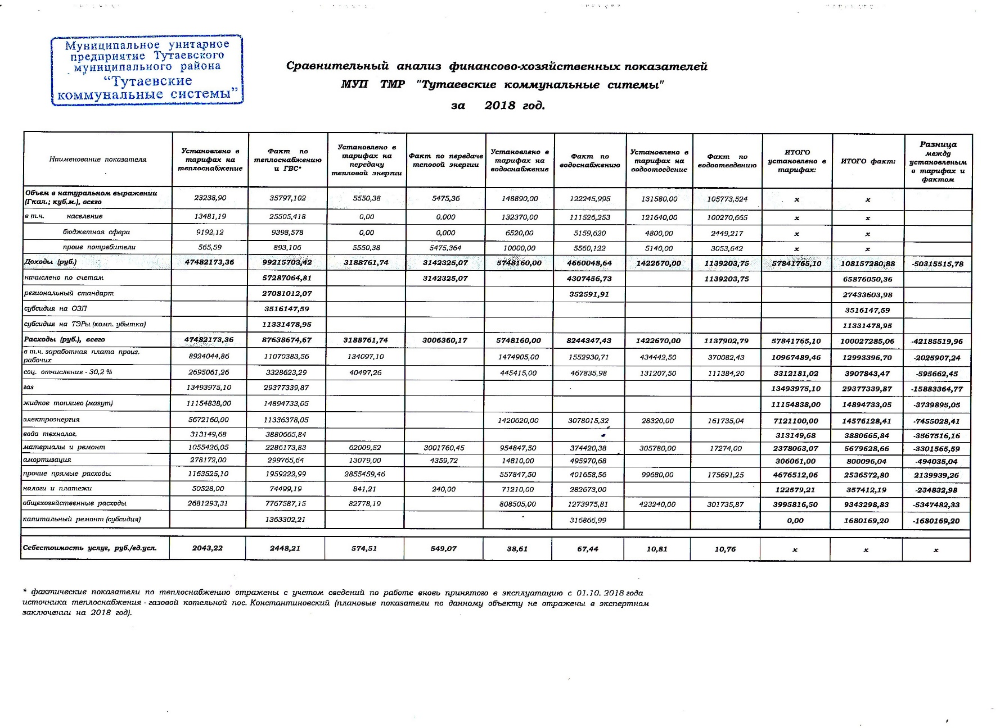 Муниципальное унитарное
предприятие Тутаевского
муниципального района
“Тутаевские
коммунальные системы”
Сравнительный анализ финансово-хозяйственных показателей
МУП ТМР "Тутаевские коммунальные ситемы"
за 2018 год.
Наименование показателя
Установлено в тарифах на теплоснабжение
Факт по теплоснабжению и ГВС*
Установлено в тарифах на передачу тепловой энергии
Факт по передаче теповой энергии
Установлено в тарифах на водоснабжение
Факт по водоснабжению
Установлено в тарифах на водоотведение
Факт по водоотведению
ИТОГО установлено в тарифах:
ИТОГО факт:
Разница между установленым в тарифах и фактом
Объем в натуральном выражении (Гкал.; куб.м.), всего 23238,90 35797,102 5550,38 5475,36 148890,00 122245,995 131580,00 105773,524 х х
в т.ч. население 13481,19 25505,418 0,00 0,000 132370,00 111526,253 121640,00 100270,665 х х
бюджетная сфера 9192,12 9398,578 0,00 0,000 6520,00 5159,620 4800,00 2449,217 х х
проие потребители 565,59 893,106 5550,38 5475,364 10000,00 5560,122 5140,00 3053,642 х х
Доходы (руб.) 47482173,36 99215703,42 3188761,74 3142325,07 5748160,00 4660048,64 1422670,00 1139203,75 57841765,10 108157280,88 -50315515,78
начислено по счетам 57287064,81 3142325,07 4307456,73 1139203,75 65876050,36
региональный стандарт 27081012,07 352591,91 27433603,98
субсидия на ОЗП 3516147,59 3516147,59
субсидия на ТЭРы (комп. убытка) 11331478,95 11331478,95
Расходы (руб.), всего 47482173,36 87638674,67 3188761,74 3006360,17 5748160,00 8244347,43 1422670,00 1137902,79 57841765,10 100027285,06 -42185519,96
в т.ч. заработная плата произ. рабочих 8924044,86 11070383,56 134097,10 1474905,00 1552930,71 434442,50 370082,43 10967489,46 12993396,70 -2025907,24
соц. отчисления - 30,2 % 2695061,26 3328623,29 40497,26 445415,00 467835,98 131207,50 111384,20 3312181,02 3907843,47 -595662,45
газ 13493975,10 29377339,87 13493975,10 29377339,87 -15883364,77
жидкое топливо (мазут) 11154838,00 14894733,05 11154838,00 14894733,05 -3739895,05
электроэнергия 5672160,00 11336378,05 1420620,00 3078015,32 28320,00 161735,04 7121100,00 14576128,41 -7455028,41
вода технолог. 313149,68 3880665,84 313149,68 3880665,84 -3567516,16
материалы и ремонт 1055426,05 2286173,83 62009,52 3001760,45 954847,50 374420,38 305780,00 17274,00 2378063,07 5679628,66 -3301565,59
амортизация 278172,00 299765,64 13079,00 4359,72 14810,00 495970,68 306061,00 800096,04 -494035,04
прочие прямые расходы 1163525,10 1959222,99 2855459,46 557847,50 401658,56 99680,00 175691,25 4676512,06 2536572,80 2139939,26
налоги и платежи 50528,00 74499,19 841,21 240,00 71210,00 282673,00 122579,21 357412,19 -234832,98
общехозяйственные расходы 2681293,31 7767587,15 82778,19 808505,00 1273975,81 423240,00 301735,87 3995816,50 9343298,83 -5347482,33
капитальный ремонт (субсидия) 1363302,21 316866,99 0,00 1680169,20 -1680169,20
Себестоимость услуг, руб./ед.усл. 2043,22 2448,21 574,51 549,07 38,61 67,44 10,81 10,76 х х х
* фактические показатели по теплоснабжению отражены с учетом сведений по работе вновь принятого в эксплуатацию с 01.10. 2018 года
источника теплоснабжения - газовой котельной пос. Константиновский (плановые показатели по данному объекту не отражены в экспертном
заключении на 2018 год).